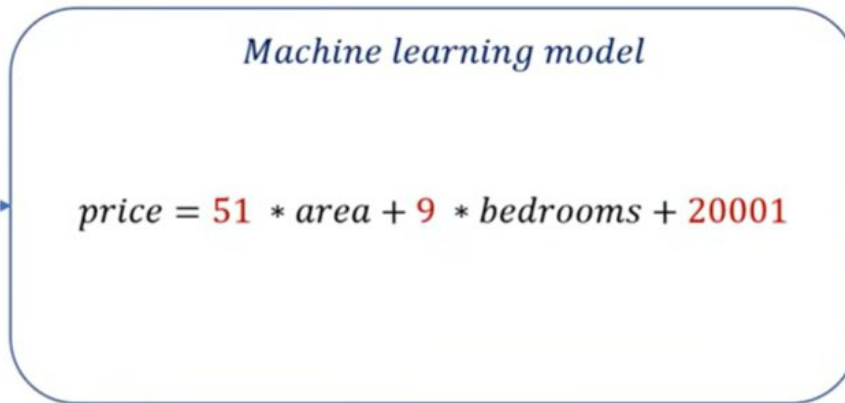 Machine learning model
price = 51 * area + 9 * bedrooms + 20001